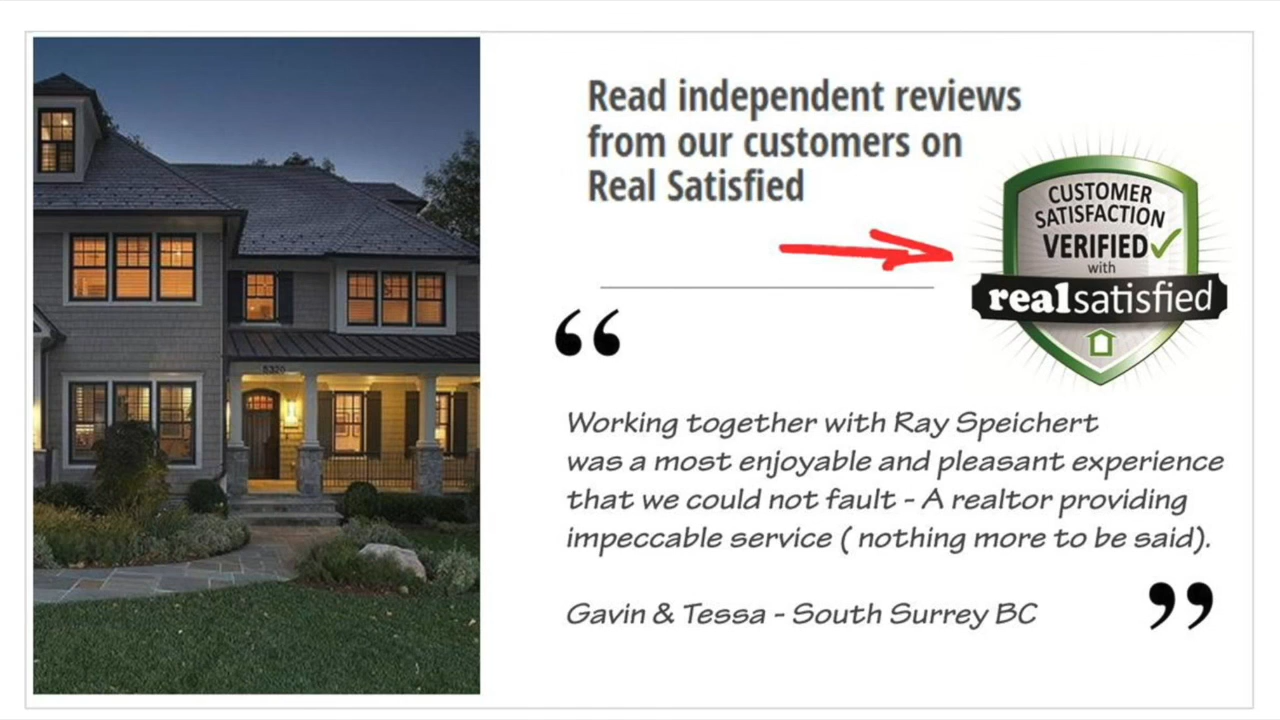 Read independent reviews
from our customers on
Real Satisfied
CUSTOMER
SATISFACTION
VERIFIED
with
realsatisfied
“
Working together with Ray Speichert
was a most enjoyable and pleasant experience
that we could not fault - A realtor providing
impeccable service ( nothing more to be said).
Gavin & Tessa - South Surrey BC
”
5320